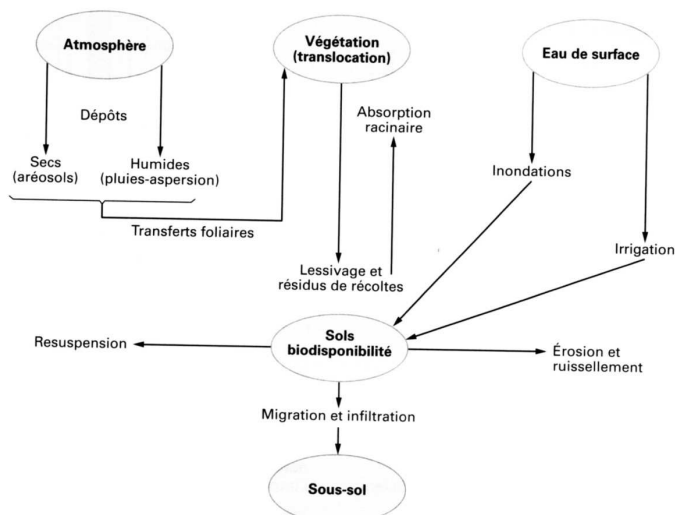 Atmosphère
Végétation
(translocation)
Eau de surface
Dépôts
Absorption
racinaire
Secs
(aréosols)
Humides
(pluies-aspersion)
Inondations
Transferts foliaires
Irrigation
Lessivage et
résidus de récoltes
Resuspension
Sols
biodisponibilité
Érosion et
ruissellement
Migration et infiltration
Sous-sol